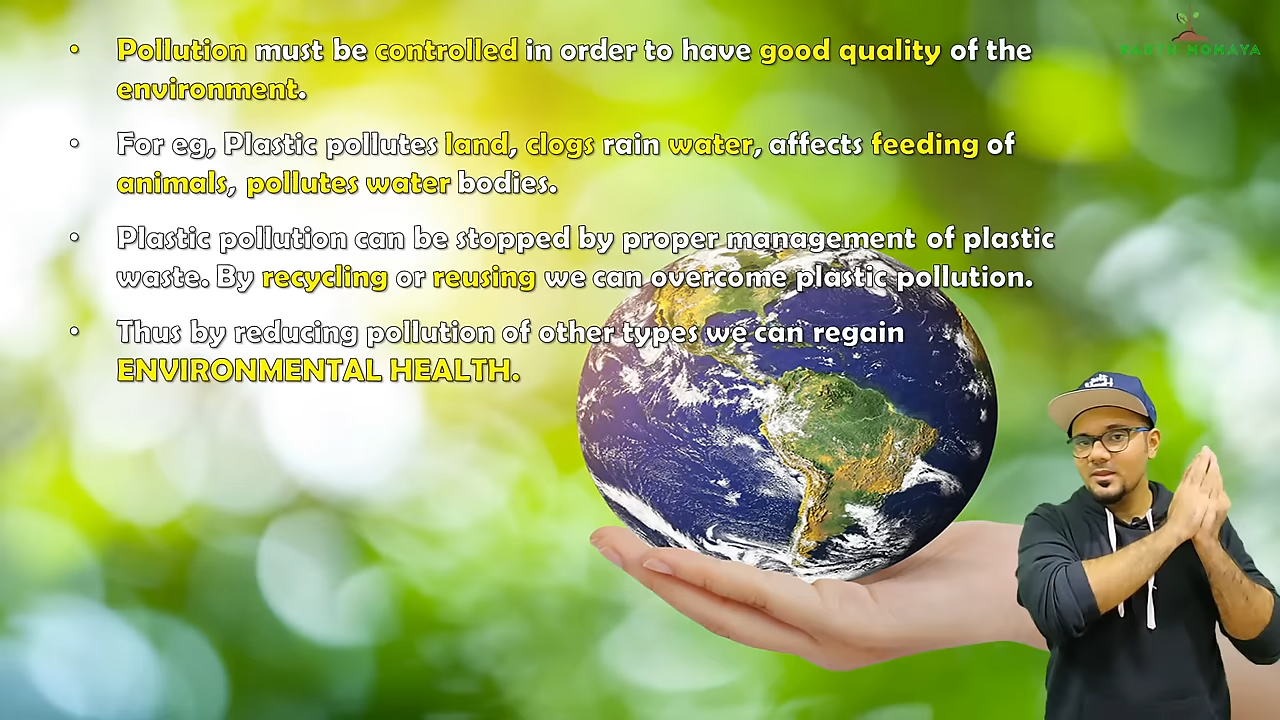 • Pollution must be controlled in order to have good quality of the
environment.
• For eg, Plastic pollutes land, clogs rain water, affects feeding of
animals, pollutes water bodies.
• Plastic pollution can be stopped by proper management of plastic
waste. By recycling or reusing we can overcome plastic pollution.
• Thus by reducing pollution of other types we can regain
ENVIRONMENTAL HEALTH.